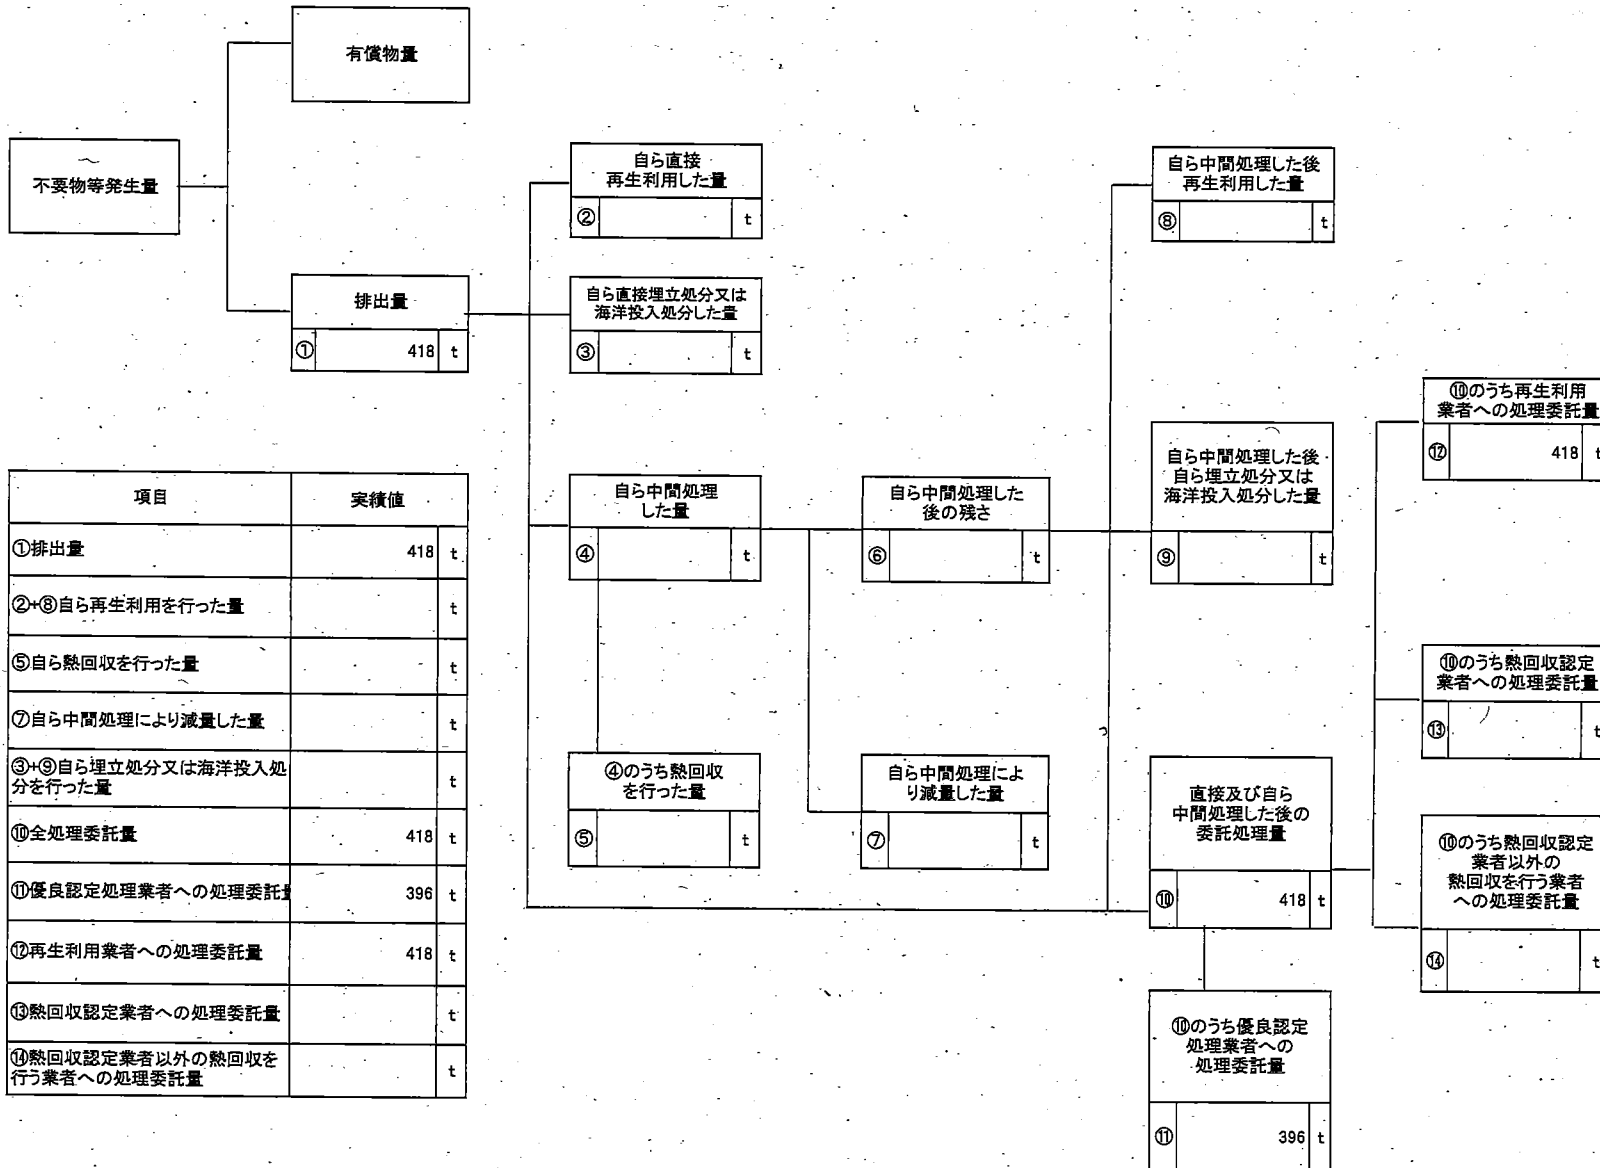 有償物量
不要物等発生量
排出量
① 418 t
自ら直接
再生利用した量
② t
自ら直接埋立処分又は
海洋投入処分した量
③ t
自ら中間処理
した量
④ t
④のうち熱回収
を行った量
⑤ t
自ら中間処理した
後の残さ
⑥ t
自ら中間処理によ
り減量した量
⑦ t
自ら中間処理した後
再生利用した量
⑧ t
自ら中間処理した後
自ら埋立処分又は
海洋投入処分した量
⑨ t
直接及び自ら
中間処理した後の
委託処理量
⑩ 418 t
⑩のうち優良認定
処理業者への
処理委託量
⑪ 396 t
⑩のうち再生利用
業者への処理委託量
⑫ 418 t
⑩のうち熱回収認定
業者への処理委託量
⑬ t
⑩のうち熱回収認定
業者以外の
熱回収を行う業者
への処理委託量
⑭ t
項目 実績値
①排出量 418 t
②+⑧自ら再生利用を行った量 t
⑤自ら熱回収を行った量 t
⑦自ら中間処理により減量した量 t
③+⑨自ら埋立処分又は海洋投入処
分を行った量 t
⑩全処理委託量 418 t
⑪優良認定処理業者への処理委託量 396 t
⑫再生利用業者への処理委託量 418 t
⑬熱回収認定業者への処理委託量 t
⑭熱回収認定業者以外の熱回収を
行う業者への処理委託量 t